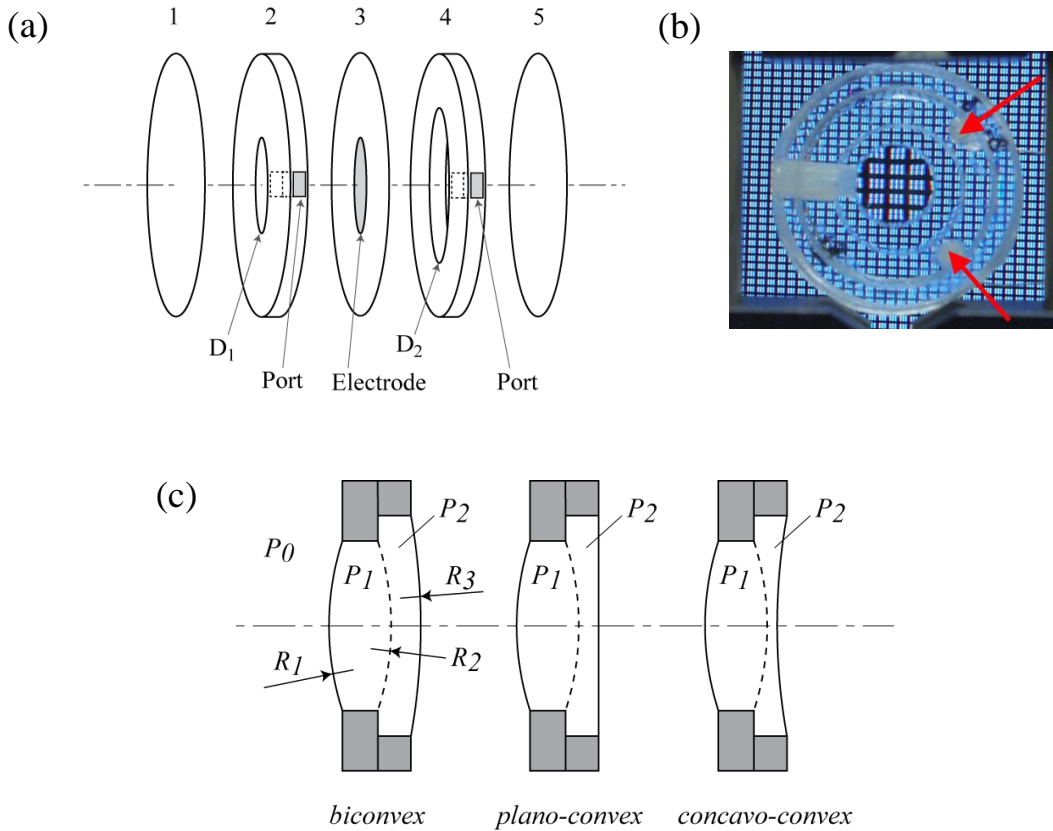 (a)
1 2 3 4 5
D1
Port
Electrode
D2
Port
(b)
(c)
P0
P1
P2
R1
R2
R3
P1
P2
P1
P2
biconvex
plano-convex
concavo-convex